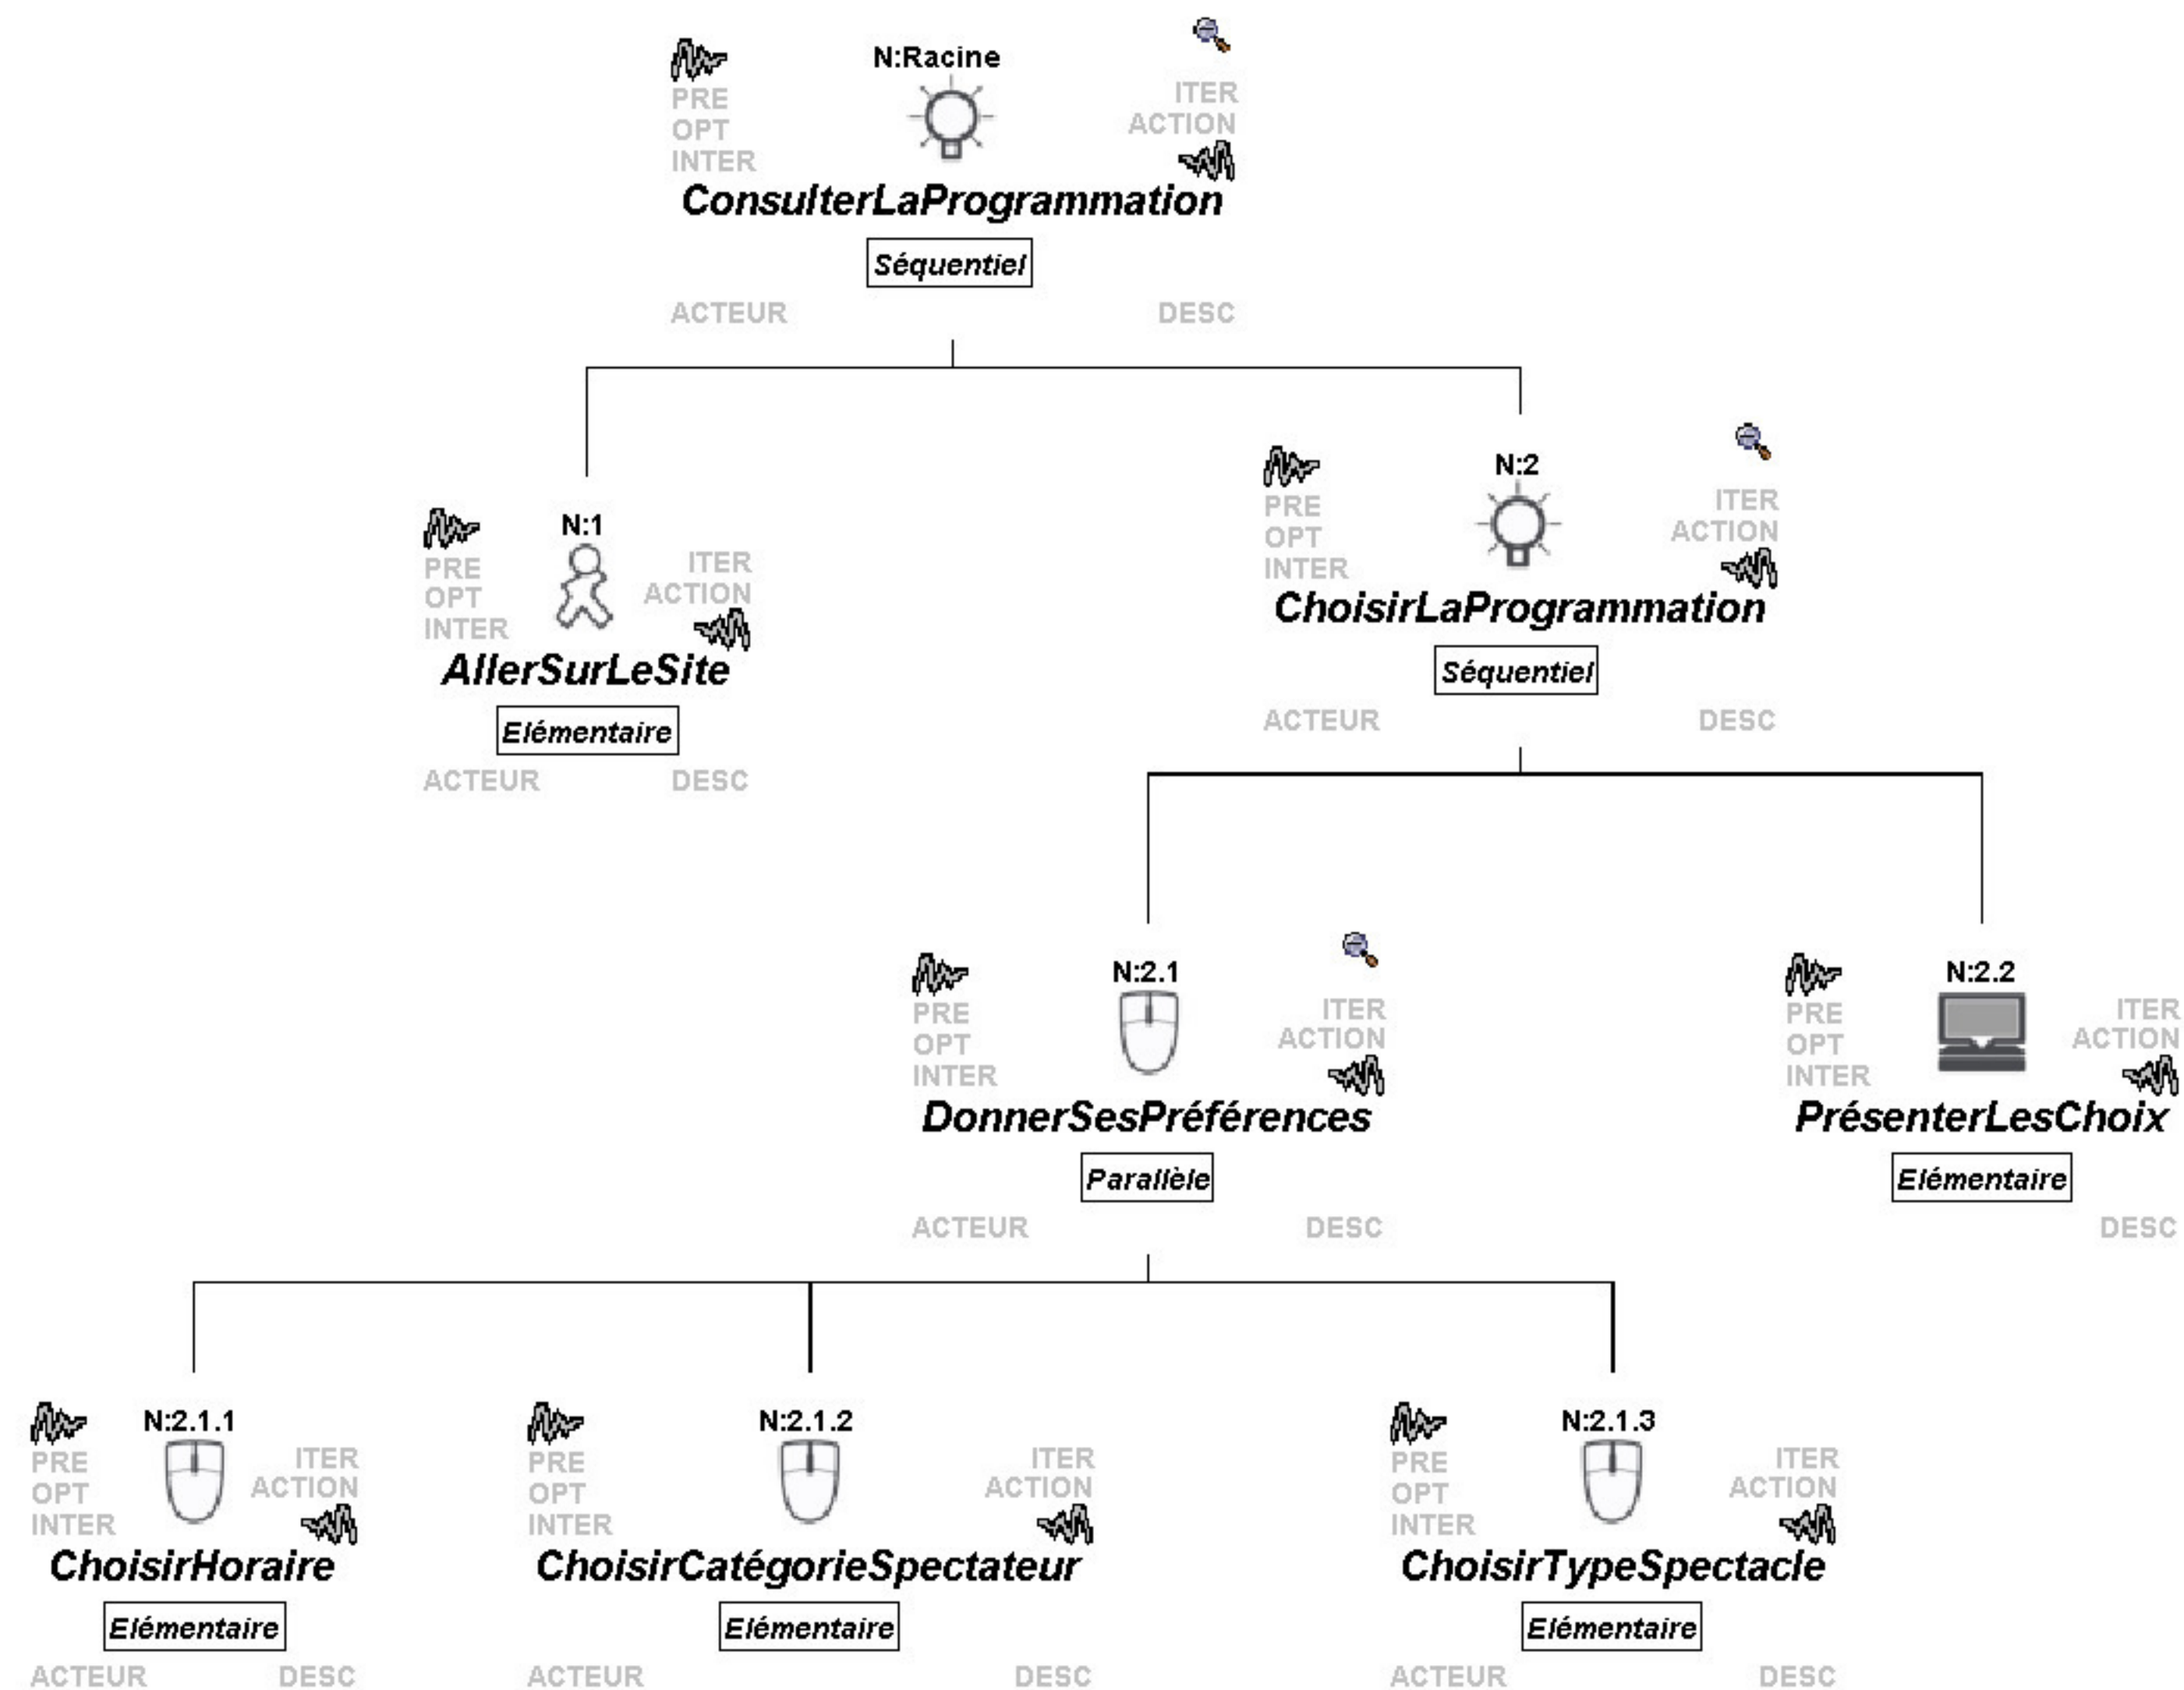 N:Racine
PRE
OPT
INTER
ITER
ACTION
ConsulterLaProgrammation
Séquentiel
ACTEUR DESC
N:1
PRE
OPT
INTER
ITER
ACTION
AllerSurLeSite
Elémentaire
ACTEUR DESC
N:2
PRE
OPT
INTER
ITER
ACTION
ChoisirLaProgrammation
Séquentiel
ACTEUR DESC
N:2.1
PRE
OPT
INTER
ITER
ACTION
DonnerSesPréférences
Parallèle
ACTEUR DESC
N:2.2
PRE
OPT
INTER
ITER
ACTION
PrésenterLesChoix
Elémentaire
DESC
N:2.1.1
PRE
OPT
INTER
ITER
ACTION
ChoisirHoraire
Elémentaire
ACTEUR DESC
N:2.1.2
PRE
OPT
INTER
ITER
ACTION
ChoisirCatégorieSpectateur
Elémentaire
ACTEUR DESC
N:2.1.3
PRE
OPT
INTER
ITER
ACTION
ChoisirTypeSpectacle
Elémentaire
ACTEUR DESC